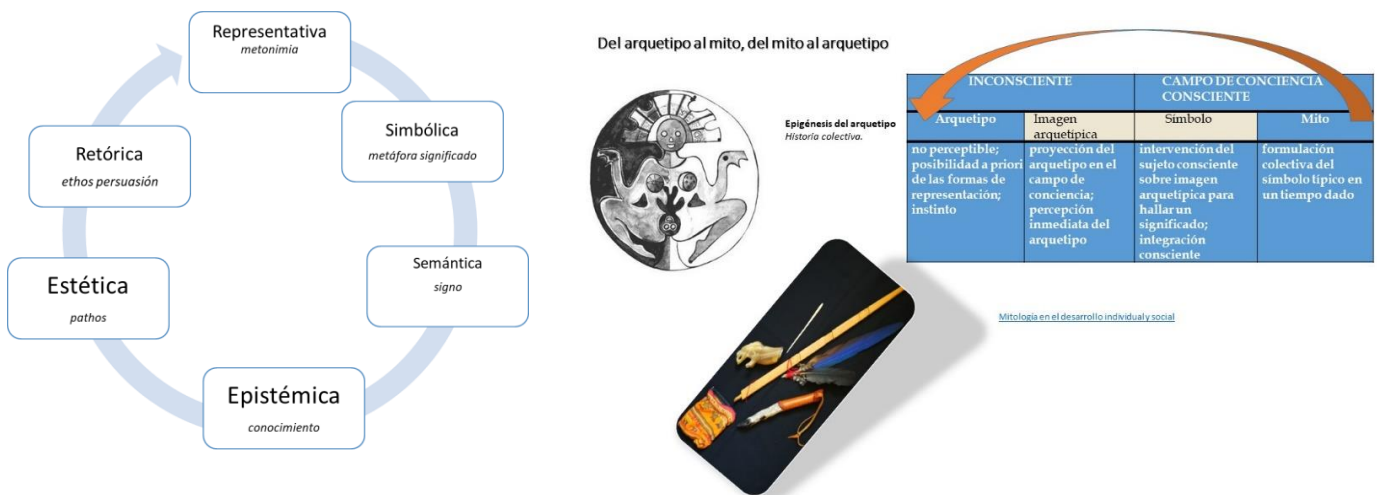 Representativa
metonimia
Simbólica
metáfora significado
Semántica
signo
Epistémica
conocimiento
Estética
pathos
Retórica
ethos persuasión
Del arquetipo al mito, del mito al arquetipo
Epigénesis del arquetipo
Historia colectiva.
INCONSCIENTE
CAMPO DE CONCIENCIA
CONSCIENTE
Arquetipo
Imagen
arquetípica
Símbolo
Mito
no perceptible;
posibilidad a priori
de las formas de
representación;
instinto
proyección del
arquetipo en el
campo de
conciencia;
percepción
inmediata del
arquetipo
intervención del
sujeto consciente
sobre imagen
arquetípica para
hallar un
significado;
integración
consciente
formulación
colectiva del
símbolo típico en
un tiempo dado
Mitología en el desarrollo individual y social